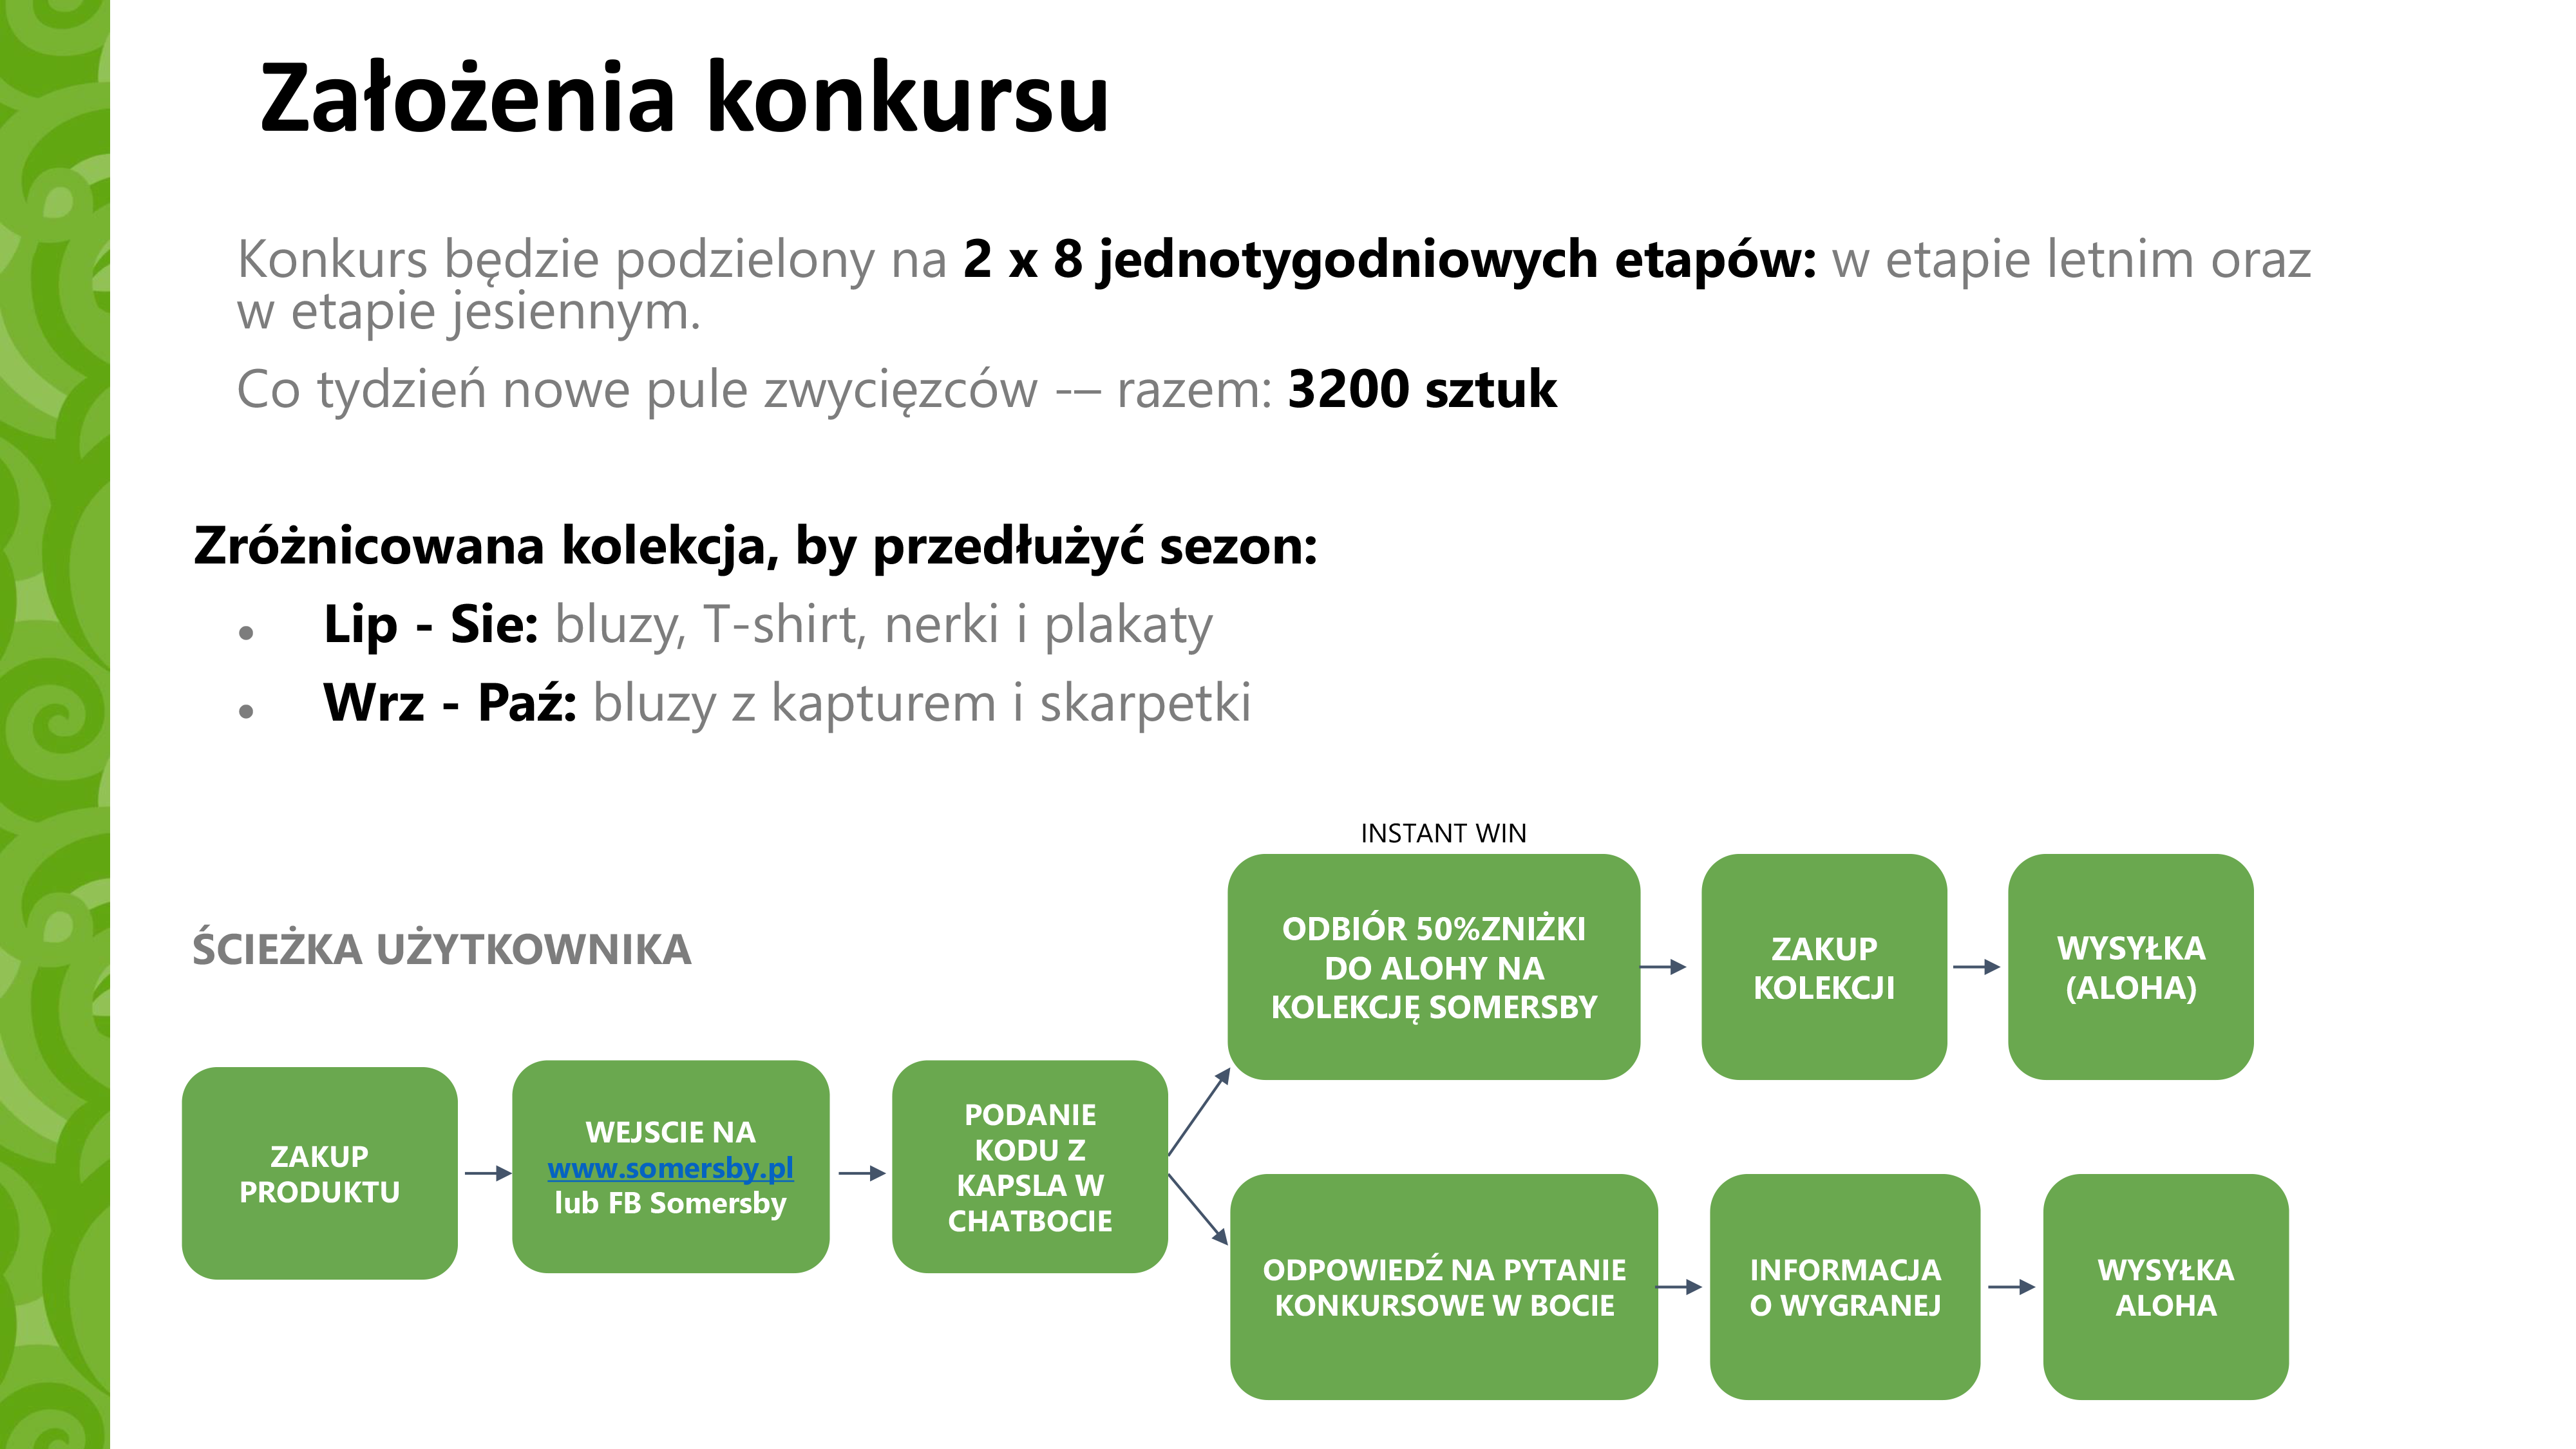 Założenia konkursu
Konkurs będzie podzielony na 2 x 8 jednotygodniowych etapów: w etapie letnim oraz
w etapie jesiennym.
Co tydzień nowe pule zwycięzców -– razem: 3200 sztuk
Zróżnicowana kolekcja, by przedłużyć sezon:
• Lip - Sie: bluzy, T-shirt, nerki i plakaty
• Wrz - Paź: bluzy z kapturem i skarpetki
ŚCIEŻKA UŻYTKOWNIKA
ZAKUP
PRODUKTU
WEJSCIE NA
www.somersby.pl
lub FB Somersby
PODANIE
KODU Z
KAPSLA W
CHATBOCIE
INSTANT WIN
ODBIÓR 50%ZNIŻKI
DO ALOHY NA
KOLEKCJĘ SOMERSBY
ZAKUP
KOLEKCJI
WYSYŁKA
(ALOHA)
ODPOWIEDŹ NA PYTANIE
KONKURSOWE W BOCIE
INFORMACJA
O WYGRANEJ
WYSYŁKA
ALOHA